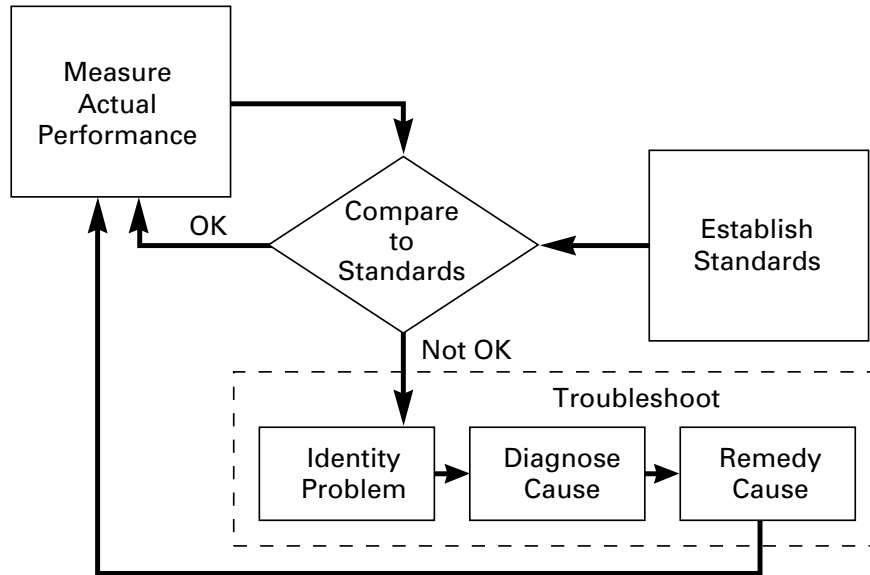 Measure
Actual
Performance
Compare
to
Standards
OK
Establish
Standards
Not OK
Troubleshoot
Identity
Problem
Diagnose
Cause
Remedy
Cause